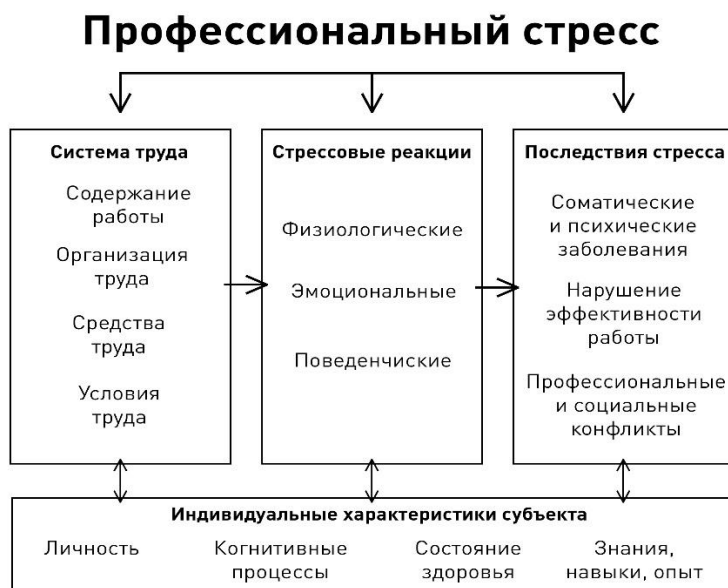 Профессиональный стресс
Система труда
Содержание
работы
Организация
труда
Средства
труда
Условия
труда
Стрессовые реакции
Физиологические
Эмоциональные
Поведенчиские
Последствия стресса
Соматические
и психические
заболевания
Нарушение
эффективности
работы
Профессиональные
и социальные
конфликты
Индивидуальные характеристики субъекта
Личность
Когнитивные
процессы
Состояние
здоровья
Знания,
навыки, опыт